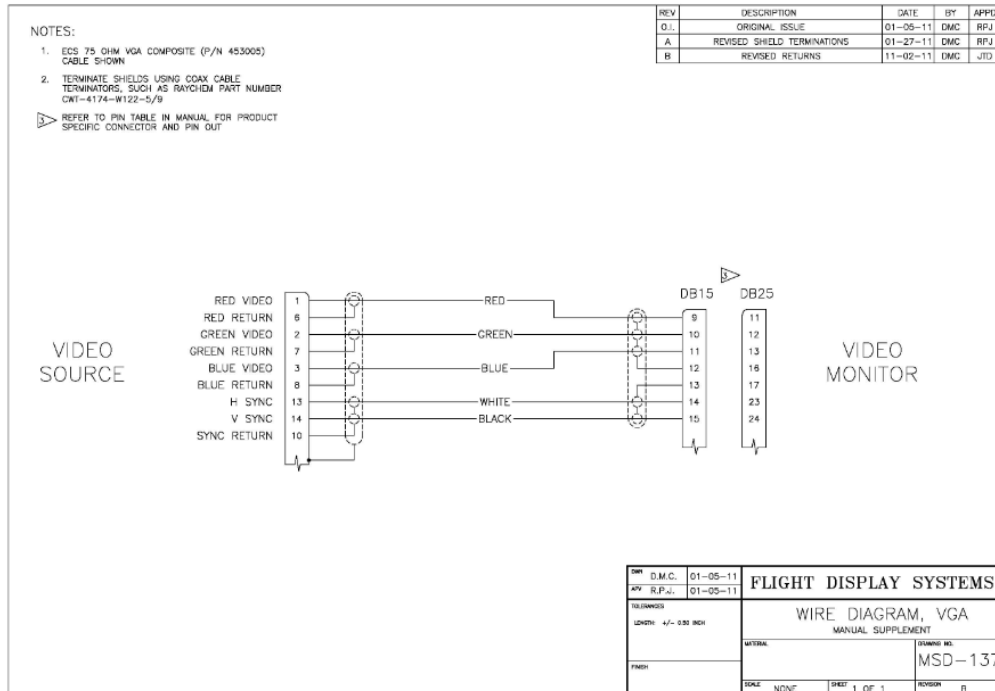 NOTES:
1. ECS 75 OHM VGA COMPOSITE (P/N 453005)
CABLE SHOWN
2. TERMINATE SHIELDS USING COAX CABLE
TERMINATORS, SUCH AS RAYCHEM PART NUMBER
CWT-4174-W122-5/9
3 REFER TO PIN TABLE IN MANUAL FOR PRODUCT
SPECIFIC CONNECTOR AND PIN OUT
REV DESCRIPTION DATE BY APPD
O.I. ORIGINAL ISSUE 01-05-11 DMC RPJ
A REVISED SHIELD TERMINATIONS 01-27-11 DMC RPJ
B REVISED RETURNS 11-02-11 DMC JTD
3
DB15 DB25
VIDEO
SOURCE
RED VIDEO 1
RED RETURN 6
GREEN VIDEO 2
GREEN RETURN 7
BLUE VIDEO 3
BLUE RETURN 8
H SYNC 13
V SYNC 14
SYNC RETURN 10
RED
GREEN
BLUE
WHITE
BLACK
9 11
10 12
11 13
12 16
13 17
14 23
15 24
VIDEO
MONITOR
DWN D.M.C. 01-05-11
APV R.P.J. 01-05-11
TOLERANCES
LENGTH: +/- 0.50 INCH
FINISH
FLIGHT DISPLAY SYSTEMS
WIRE DIAGRAM, VGA
MANUAL SUPPLEMENT
MATERIAL DRAWING NO.
MSD-137
SCALE NONE SHEET 1 OF 1 REVISION B